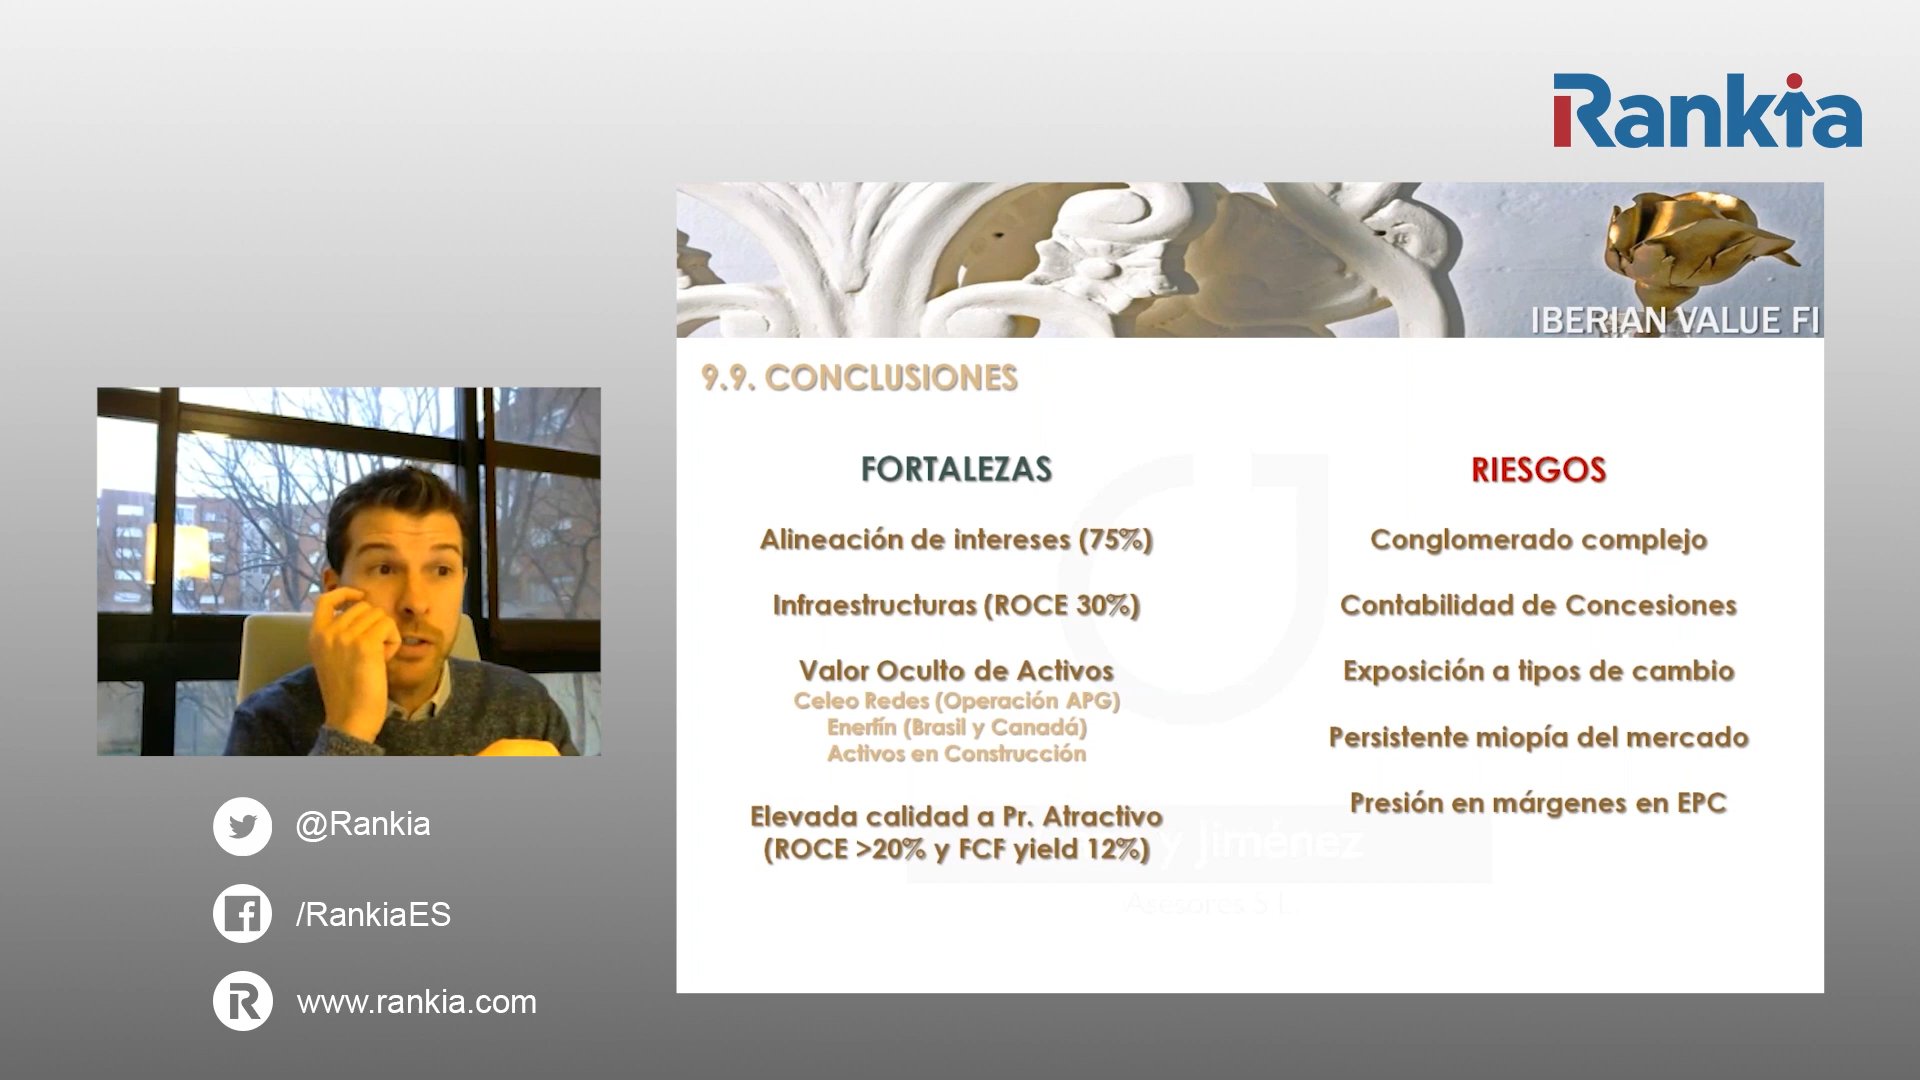 Rankia
IBERIAN VALUE FI
9.9. CONCLUSIONES
FORTALEZAS
Alineación de intereses (75%)
Infraestructuras (ROCE 30%)
Valor Oculto de Activos
Celeo Redes (Operación APG)
Enerfín (Brasil y Canadá)
Activos en Construcción
Elevada calidad a Pr. Atractivo
(ROCE >20% y FCF yield 12%)
RIESGOS
Conglomerado complejo
Contabilidad de Concesiones
Exposición a tipos de cambio
Persistente miopía del mercado
Presión en márgenes en EPC
y Jiménez
Asesores S L
@Rankia
/RankiaES
www.rankia.com